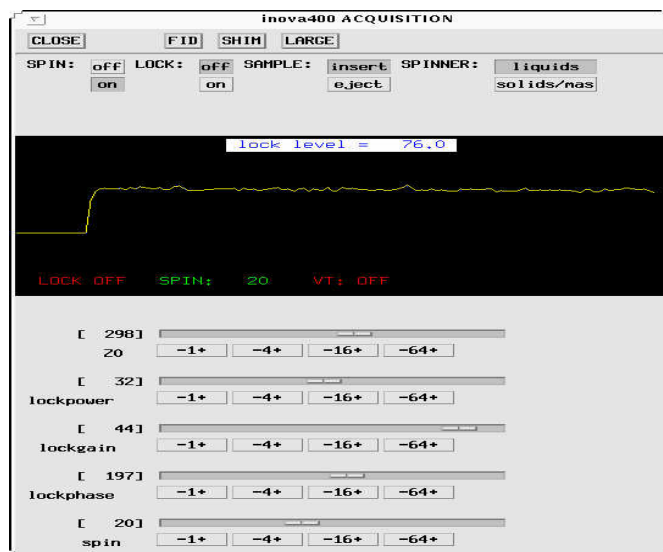 inova400 ACQUISITION
CLOSE FID SHIM LARGE
SPIN: off LOCK: off SAMPLE: insert SPINNER: liquids
on on eject solids/mas
lock level = 76.0
LOCK OFF SPIN: 20 VT: OFF
[ 298]
Z0 -1+ -4+ -16+ -64+
[ 32]
lockpower -1+ -4+ -16+ -64+
[ 44]
lockgain -1+ -4+ -16+ -64+
[ 197]
lockphase -1+ -4+ -16+ -64+
[ 20]
spin -1+ -4+ -16+ -64+